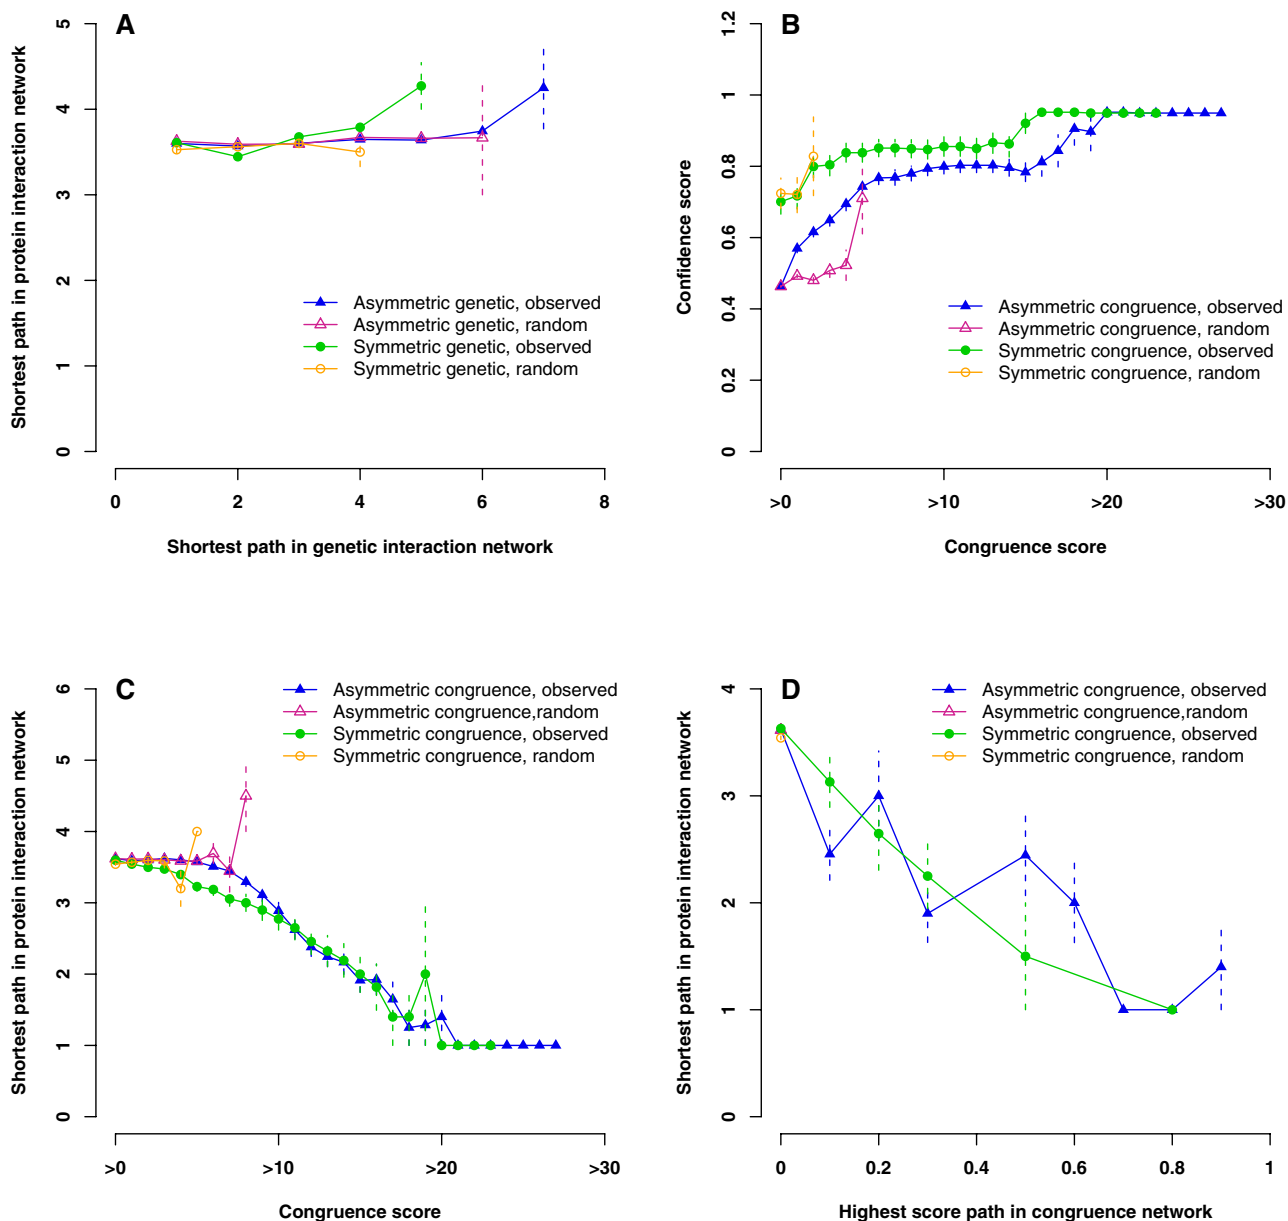 A
Shortest path in protein interaction network
5
4
3
2
1
0
Asymmetric genetic, observed
Asymmetric genetic, random
Symmetric genetic, observed
Symmetric genetic, random
0 2 4 6 8
Shortest path in genetic interaction network
B
Confidence score
1.2
1
0.8
0.6
0.4
0.2
0
Asymmetric congruence, observed
Asymmetric congruence, random
Symmetric congruence, observed
Symmetric congruence, random
>0 >10 >20 >30
Congruence score
C
Shortest path in protein interaction network
6
5
4
3
2
1
0
Asymmetric congruence, observed
Asymmetric congruence,random
Symmetric congruence, observed
Symmetric congruence, random
>0 >10 >20 >30
Congruence score
D
Shortest path in protein interaction network
4
3
2
1
0
Asymmetric congruence, observed
Asymmetric congruence,random
Symmetric congruence, observed
Symmetric congruence, random
0 0.2 0.4 0.6 0.8 1
Highest score path in congruence network